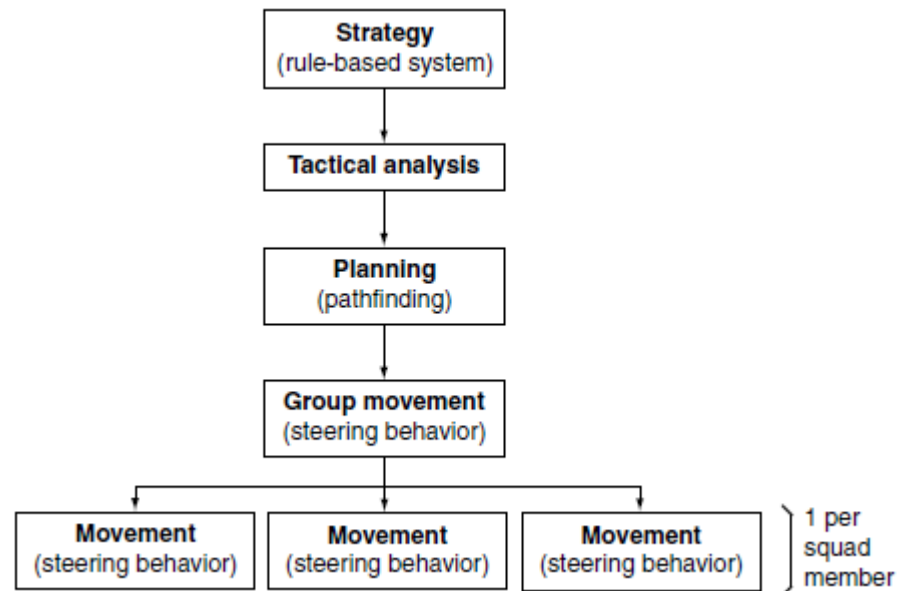 Strategy
(rule-based system)
Tactical analysis
Planning
(pathfinding)
Group movement
(steering behavior)
Movement
(steering behavior)
Movement
(steering behavior)
Movement
(steering behavior)
1 per
squad
member